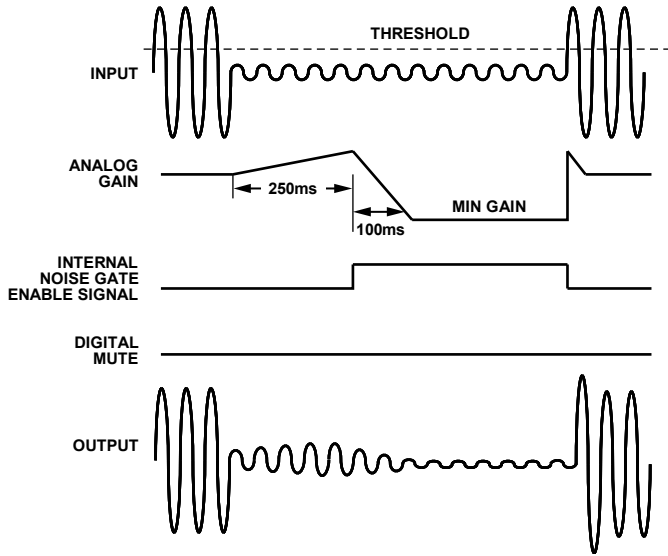 THRESHOLD
INPUT
ANALOG
GAIN
250ms
100ms
MIN GAIN
INTERNAL
NOISE GATE
ENABLE SIGNAL
DIGITAL
MUTE
OUTPUT